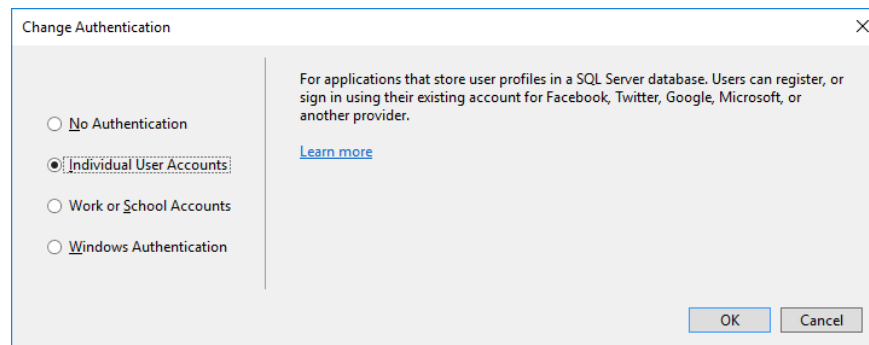 Change Authentication
No Authentication
Individual User Accounts
Work or School Accounts
Windows Authentication
For applications that store user profiles in a SQL Server database. Users can register, or
sign in using their existing account for Facebook, Twitter, Google, Microsoft, or
another provider.
Learn more
OK
Cancel